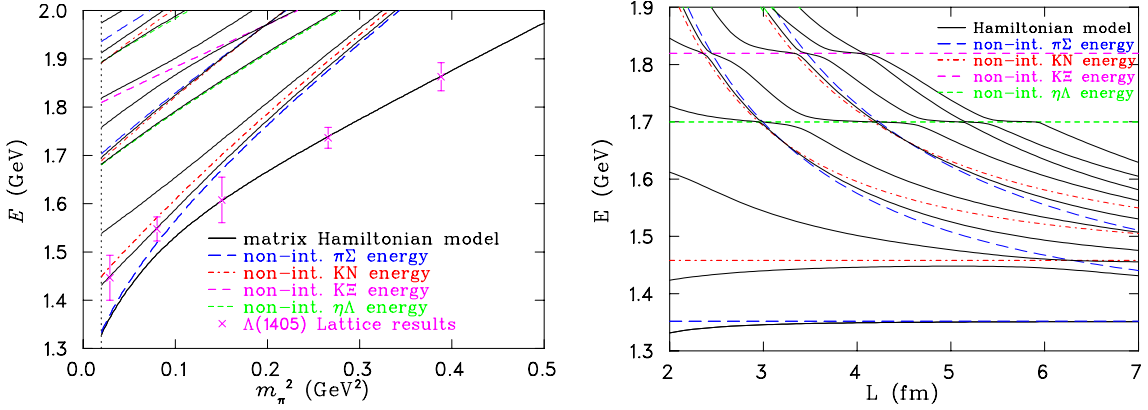 2.0
1.9
1.8
1.7
1.6
1.5
1.4
1.3
E (GeV)
matrix Hamiltonian model
non-int. πΣ energy
non-int. KN energy
non-int. KΞ energy
non-int. ηΛ energy
Λ(1405) Lattice results
0.0 0.1 0.2 0.3 0.4 0.5
mπ² (GeV²)
1.9
1.8
1.7
1.6
1.5
1.4
1.3
E (GeV)
Hamiltonian model
non-int. πΣ energy
non-int. KN energy
non-int. KΞ energy
non-int. ηΛ energy
2 3 4 5 6 7
L (fm)